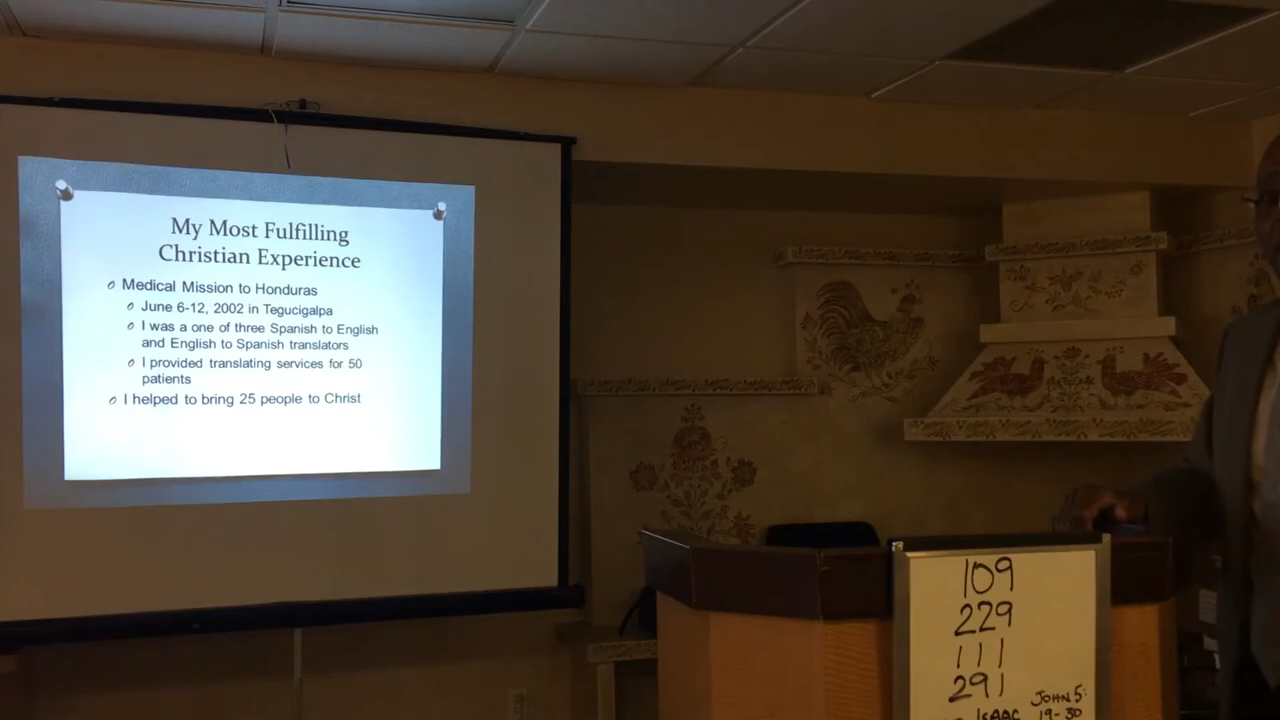 My Most Fulfilling
Christian Experience
Medical Mission to Honduras
June 6-12, 2002 in Tegucigalpa
I was a one of three Spanish to English
and English to Spanish translators
I provided translating services for 50
patients
I helped to bring 25 people to Christ
109
229
111
291
JOHN 5:
ISAAC 19-30